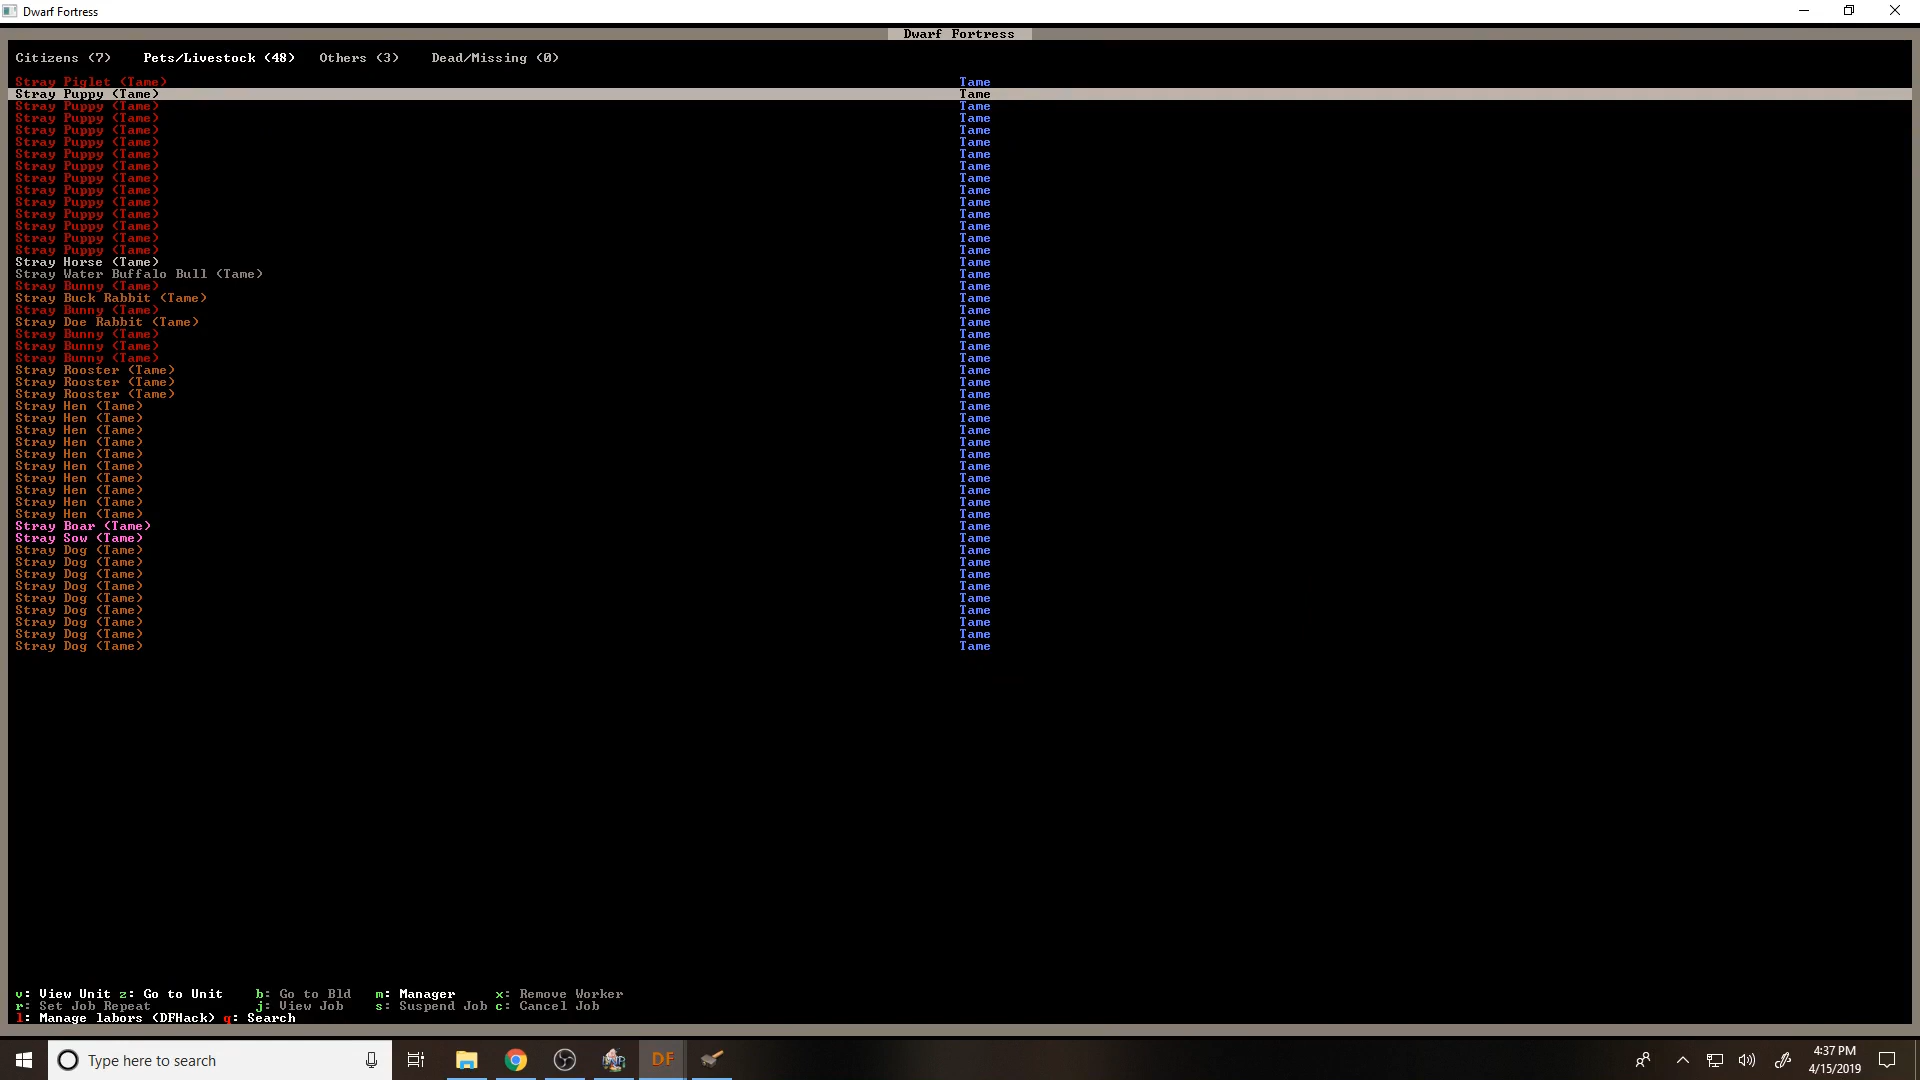 Dwarf Fortress
Dwarf Fortress
Citizens (7) Pets/Livestock (48) Others (3) Dead/Missing (0)
Stray Piglet (Tame) Tame
Stray Puppy (Tame) Tame
Stray Puppy (Tame) Tame
Stray Puppy (Tame) Tame
Stray Puppy (Tame) Tame
Stray Puppy (Tame) Tame
Stray Puppy (Tame) Tame
Stray Puppy (Tame) Tame
Stray Puppy (Tame) Tame
Stray Puppy (Tame) Tame
Stray Puppy (Tame) Tame
Stray Puppy (Tame) Tame
Stray Puppy (Tame) Tame
Stray Puppy (Tame) Tame
Stray Puppy (Tame) Tame
Stray Horse (Tame) Tame
Stray Water Buffalo Bull (Tame) Tame
Stray Bunny (Tame) Tame
Stray Buck Rabbit (Tame) Tame
Stray Bunny (Tame) Tame
Stray Doe Rabbit (Tame) Tame
Stray Bunny (Tame) Tame
Stray Bunny (Tame) Tame
Stray Bunny (Tame) Tame
Stray Rooster (Tame) Tame
Stray Rooster (Tame) Tame
Stray Rooster (Tame) Tame
Stray Hen (Tame) Tame
Stray Hen (Tame) Tame
Stray Hen (Tame) Tame
Stray Hen (Tame) Tame
Stray Hen (Tame) Tame
Stray Hen (Tame) Tame
Stray Hen (Tame) Tame
Stray Hen (Tame) Tame
Stray Hen (Tame) Tame
Stray Hen (Tame) Tame
Stray Boar (Tame) Tame
Stray Sow (Tame) Tame
Stray Dog (Tame) Tame
Stray Dog (Tame) Tame
Stray Dog (Tame) Tame
Stray Dog (Tame) Tame
Stray Dog (Tame) Tame
Stray Dog (Tame) Tame
Stray Dog (Tame) Tame
Stray Dog (Tame) Tame
Stray Dog (Tame) Tame
v: View Unit z: Go to Unit b: Go to Bld m: Manager x: Remove Worker
r: Set Job Repeat j: View Job s: Suspend Job c: Cancel Job
l: Manage labors (DFHack) q: Search
Type here to search
DF
4:37 PM
4/15/2019